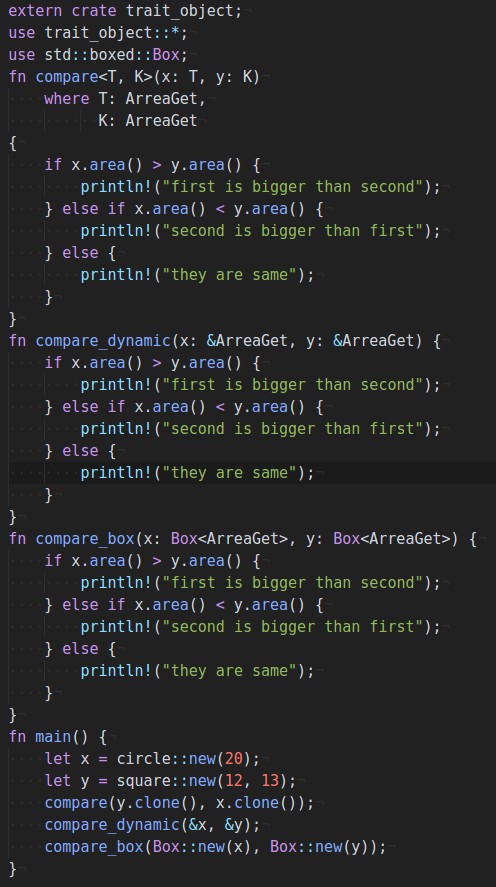 extern crate trait_object;
use trait_object::*;
use std::boxed::Box;
fn compare<T, K>(x: T, y: K)
    where T: ArreaGet,
          K: ArreaGet
{
    if x.area() > y.area() {
        println!("first is bigger than second");
    } else if x.area() < y.area() {
        println!("second is bigger than first");
    } else {
        println!("they are same");
    }
}
fn compare_dynamic(x: &ArreaGet, y: &ArreaGet) {
    if x.area() > y.area() {
        println!("first is bigger than second");
    } else if x.area() < y.area() {
        println!("second is bigger than first");
    } else {
        println!("they are same");
    }
}
fn compare_box(x: Box<ArreaGet>, y: Box<ArreaGet>) {
    if x.area() > y.area() {
        println!("first is bigger than second");
    } else if x.area() < y.area() {
        println!("second is bigger than first");
    } else {
        println!("they are same");
    }
}
fn main() {
    let x = circle::new(20);
    let y = square::new(12, 13);
    compare(y.clone(), x.clone());
    compare_dynamic(&x, &y);
    compare_box(Box::new(x), Box::new(y));
}